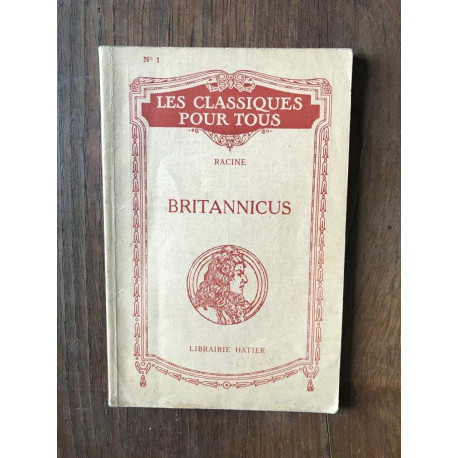 N° 1
LES CLASSIQUES
POUR TOUS
RACINE
BRITANNICUS
LIBRAIRIE HATIER